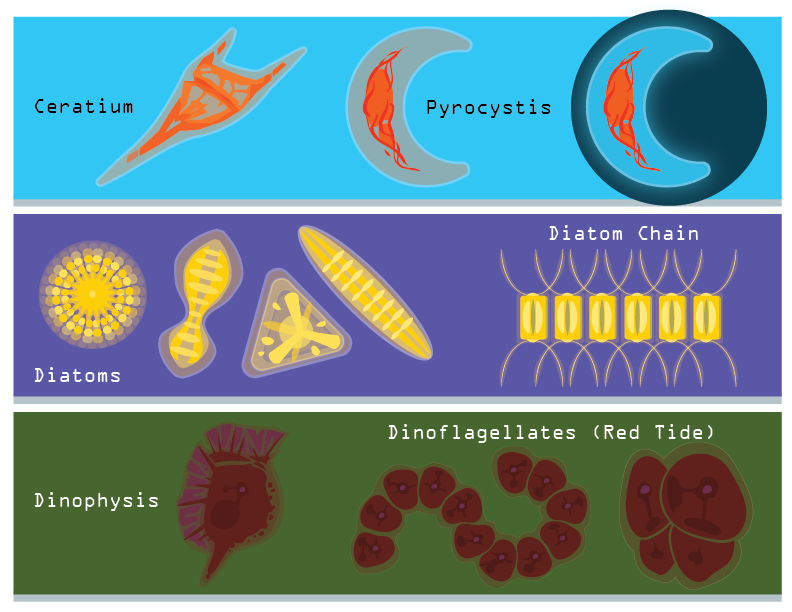 Ceratium
Pyrocystis
Diatom Chain
Diatoms
Dinoflagellates (Red Tide)
Dinophysis